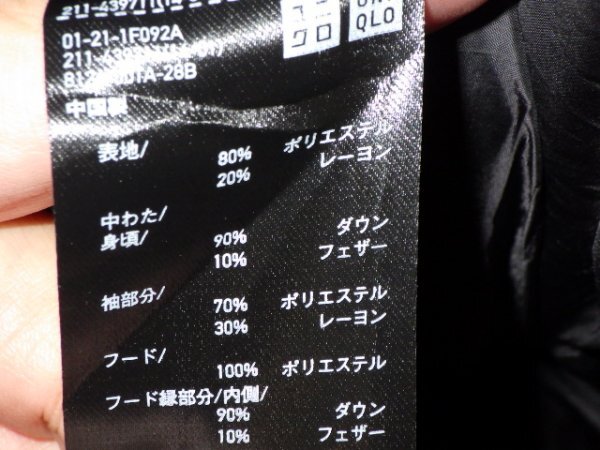 ユニ
クロ
UNI
QLO
01-21-1F092A
中国製
表地/
80% ポリエステル
20% レーヨン
中わた/
身頃/
90% ダウン
10% フェザー
袖部分/
70% ポリエステル
30% レーヨン
フード/
100% ポリエステル
フード縁部分/内側/
90% ダウン
10% フェザー